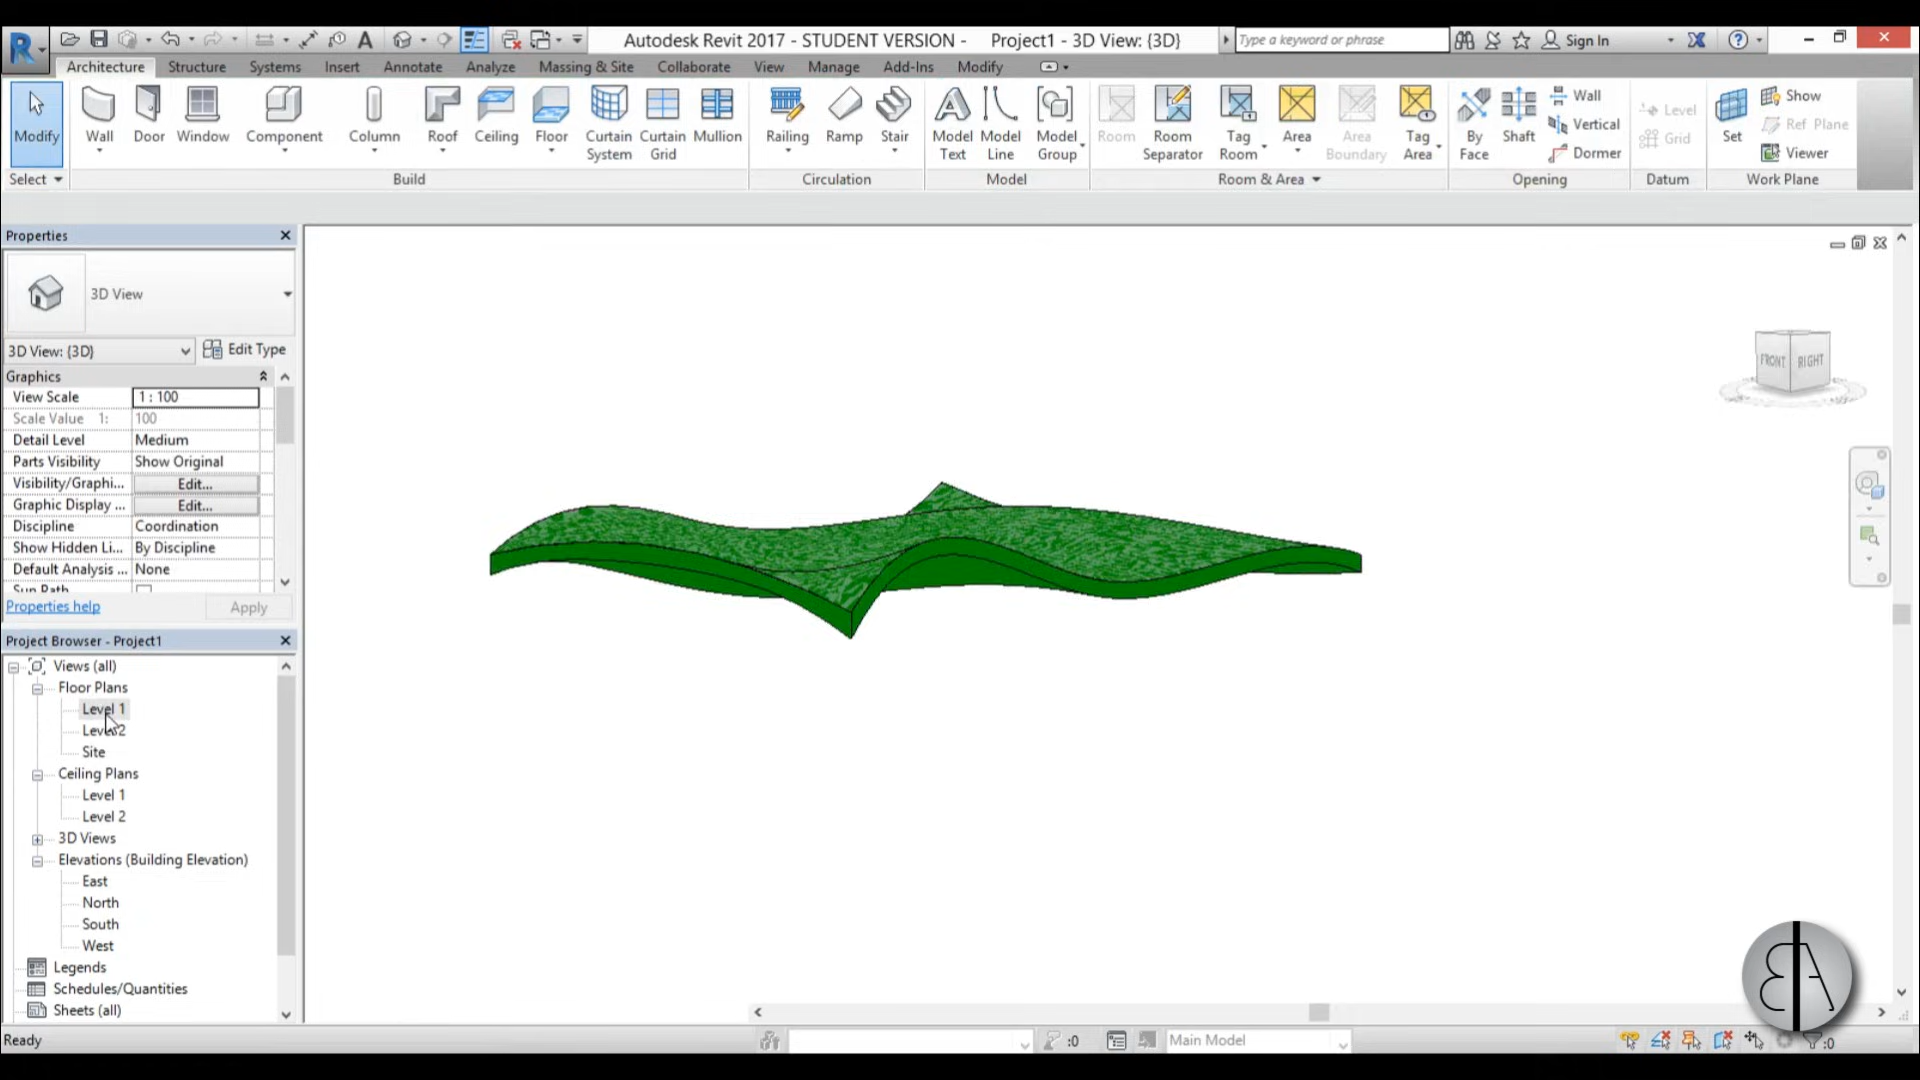 Autodesk Revit 2017 - STUDENT VERSION - Project1 - 3D View: {3D}
Type a keyword or phrase
Sign In
Architecture Structure Systems Insert Annotate Analyze Massing & Site Collaborate View Manage Add-Ins Modify
Modify
Wall
Door
Window
Component
Column
Roof
Ceiling
Floor
Curtain System
Curtain Grid
Mullion
Railing
Ramp
Stair
Model Text
Model Line
Model Group
Room
Room Separator
Tag Room
Area
Area Boundary
Tag Area
By Face
Shaft
Wall
Vertical
Dormer
Level
Grid
Set
Show
Ref Plane
Viewer
Select Build Circulation Model Room & Area Opening Datum Work Plane
Properties
3D View
3D View: {3D} Edit Type
Graphics
View Scale 1 : 100
Scale Value 1: 100
Detail Level Medium
Parts Visibility Show Original
Visibility/Graphi... Edit...
Graphic Display ... Edit...
Discipline Coordination
Show Hidden Li... By Discipline
Default Analysis ... None
Sun Path
Properties help Apply
Project Browser - Project1
Views (all)
Floor Plans
Level 1
Level 2
Site
Ceiling Plans
Level 1
Level 2
3D Views
Elevations (Building Elevation)
East
North
South
West
Legends
Schedules/Quantities
Sheets (all)
FRONT RIGHT
BA
Ready
:0
Main Model
:0